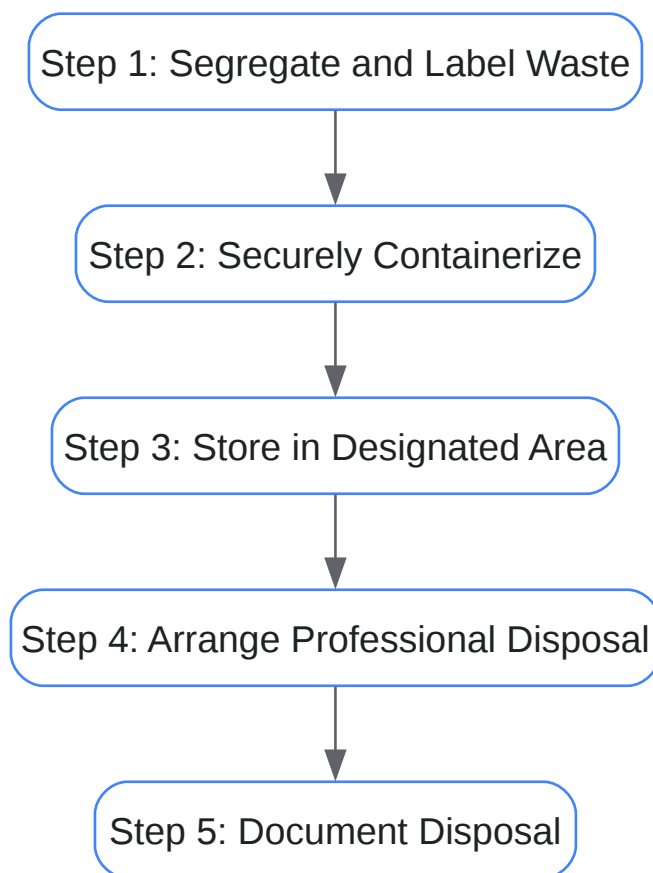 Step 1: Segregate and Label Waste
Step 2: Securely Containerize
Step 3: Store in Designated Area
Step 4: Arrange Professional Disposal
Step 5: Document Disposal